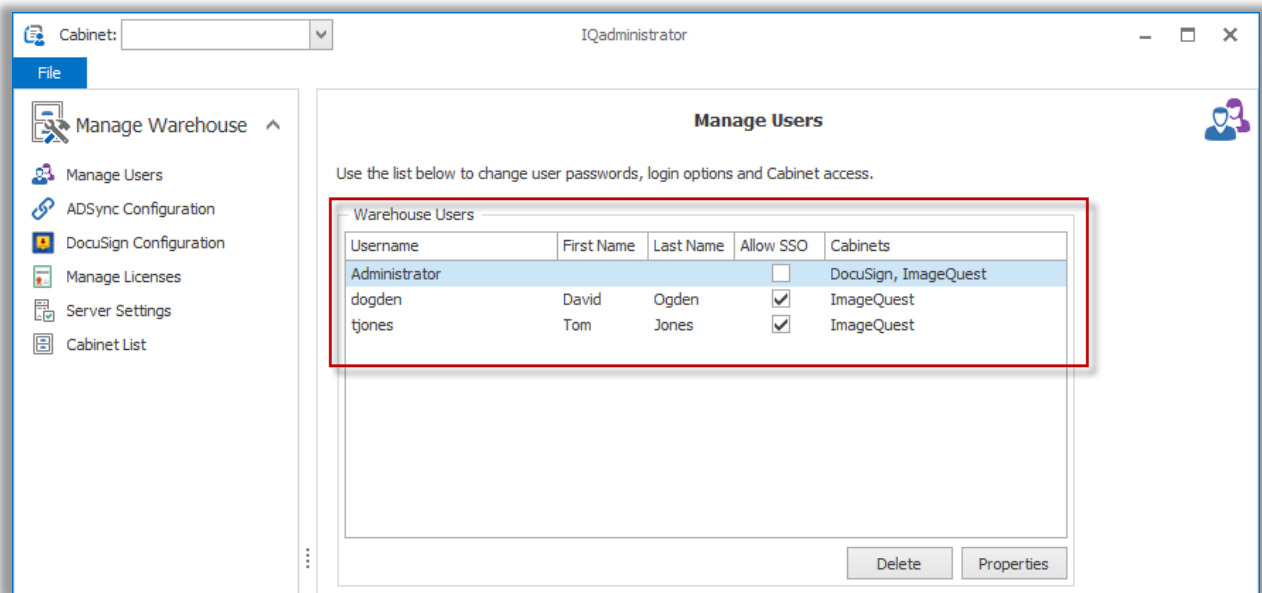 Cabinet: IQadministrator
File
Manage Warehouse
Manage Users
ADSync Configuration
DocuSign Configuration
Manage Licenses
Server Settings
Cabinet List
Manage Users
Use the list below to change user passwords, login options and Cabinet access.
Warehouse Users
Username First Name Last Name Allow SSO Cabinets
Administrator DocuSign, ImageQuest
dogden David Ogden ImageQuest
tjones Tom Jones ImageQuest
Delete Properties